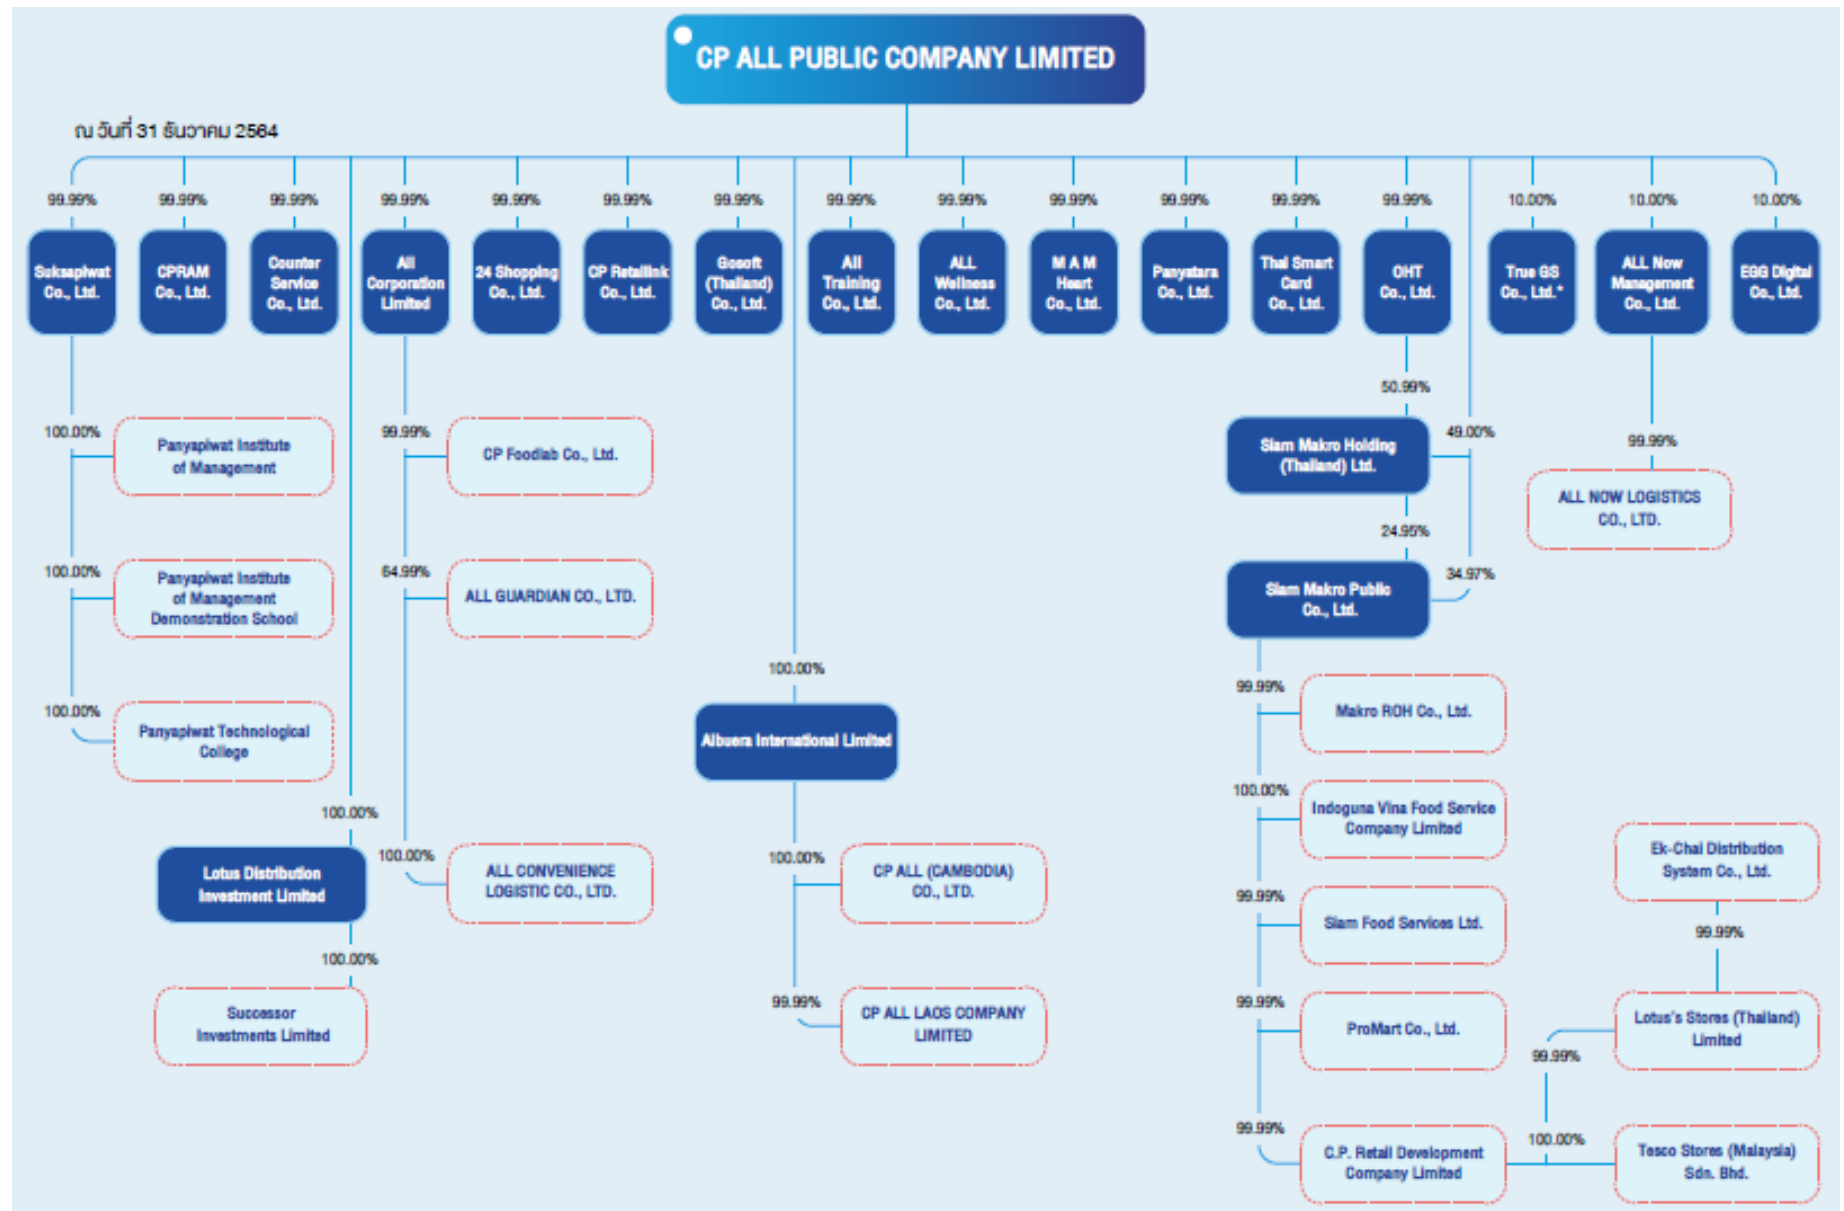 CP ALL PUBLIC COMPANY LIMITED
ณ วันที่ 31 ธันวาคม 2564
99.99%
99.99%
99.99%
99.99%
99.99%
99.99%
99.99%
99.99%
99.99%
99.99%
99.99%
99.99%
99.99%
10.00%
10.00%
10.00%
Suksapiwat
Co., Ltd.
CPRAM
Co., Ltd.
Counter
Service
Co., Ltd.
All
Corporation
Limited
24 Shopping
Co., Ltd.
CP Retailink
Co., Ltd.
Gosoft
(Thailand)
Co., Ltd.
All
Training
Co., Ltd.
ALL
Wellness
Co., Ltd.
M A M
Heart
Co., Ltd.
Panyatara
Co., Ltd.
Thai Smart
Card
Co., Ltd.
OHT
Co., Ltd.
True GS
Co., Ltd.*
ALL Now
Management
Co., Ltd.
EGG Digital
Co., Ltd.
100.00%
Panyapiwat Institute
of Management
100.00%
Panyapiwat Institute
of Management
Demonstration School
100.00%
Panyapiwat Technological
College
100.00%
Lotus Distribution
Investment Limited
100.00%
Successor
Investments Limited
99.99%
CP Foodlab Co., Ltd.
64.99%
ALL GUARDIAN CO., LTD.
100.00%
ALL CONVENIENCE
LOGISTIC CO., LTD.
100.00%
Albuera International Limited
100.00%
CP ALL (CAMBODIA)
CO., LTD.
99.99%
CP ALL LAOS COMPANY
LIMITED
50.99%
Siam Makro Holding
(Thailand) Ltd.
49.00%
24.95%
Siam Makro Public
Co., Ltd.
34.97%
99.99%
Makro ROH Co., Ltd.
100.00%
Indoguna Vina Food Service
Company Limited
99.99%
Siam Food Services Ltd.
99.99%
ProMart Co., Ltd.
99.99%
C.P. Retail Development
Company Limited
99.99%
ALL NOW LOGISTICS
CO., LTD.
Ek-Chai Distribution
System Co., Ltd.
99.99%
Lotus's Stores (Thailand)
Limited
99.99%
100.00%
Tesco Stores (Malaysia)
Sdn. Bhd.